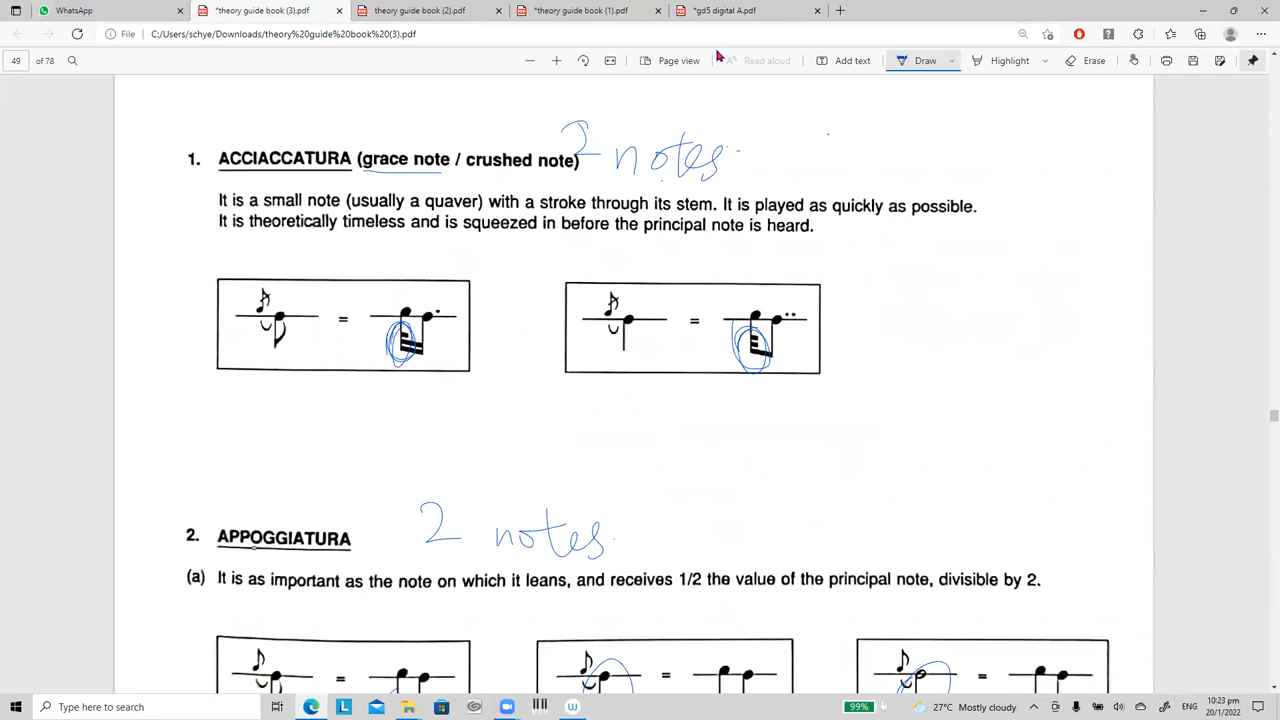 WhatsApp
*theory guide book (3).pdf
theory guide book (2).pdf
*theory guide book (1).pdf
*gd5 digital A.pdf
File
C:/Users/schye/Downloads/theory%20guide%20book%20(3).pdf
of 78
Page view
Read aloud
Add text
Draw
Highlight
Erase
2 notes.
1. ACCIACCATURA (grace note / crushed note)
It is a small note (usually a quaver) with a stroke through its stem. It is played as quickly as possible.
It is theoretically timeless and is squeezed in before the principal note is heard.
=
=
2. APPOGGIATURA
2 notes.
(a) It is as important as the note on which it leans, and receives 1/2 the value of the principal note, divisible by 2.
=
=
=
Type here to search
99%
27°C Mostly cloudy
10:23 pm
20/1/2022